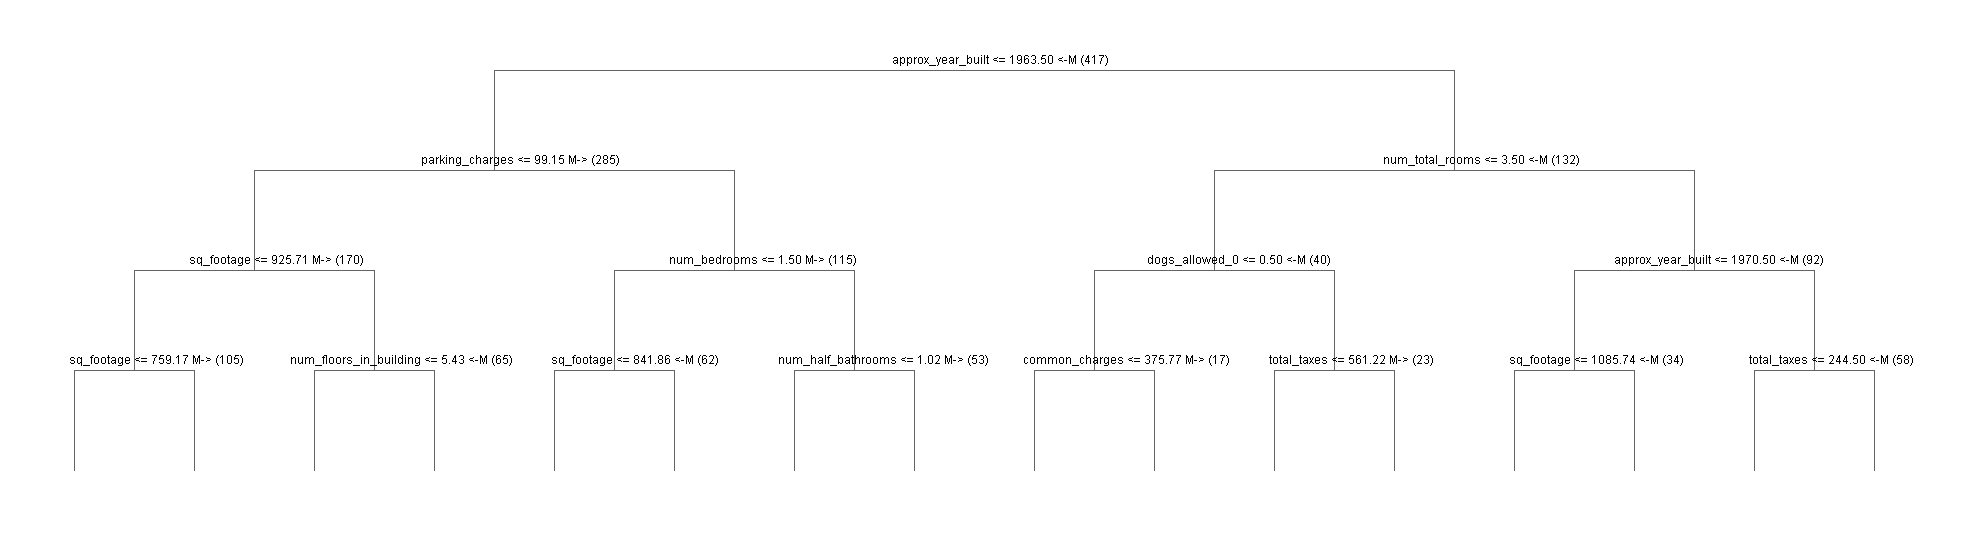 approx_year_built <= 1963.50 <-M (417)
parking_charges <= 99.15 M-> (285)
num_total_rooms <= 3.50 <-M (132)
sq_footage <= 925.71 M-> (170)
num_bedrooms <= 1.50 M-> (115)
dogs_allowed_0 <= 0.50 <-M (40)
approx_year_built <= 1970.50 <-M (92)
sq_footage <= 759.17 M-> (105)
num_floors_in_building <= 5.43 <-M (65)
sq_footage <= 841.86 <-M (62)
num_half_bathrooms <= 1.02 M-> (53)
common_charges <= 375.77 M-> (17)
total_taxes <= 561.22 M-> (23)
sq_footage <= 1085.74 <-M (34)
total_taxes <= 244.50 <-M (58)